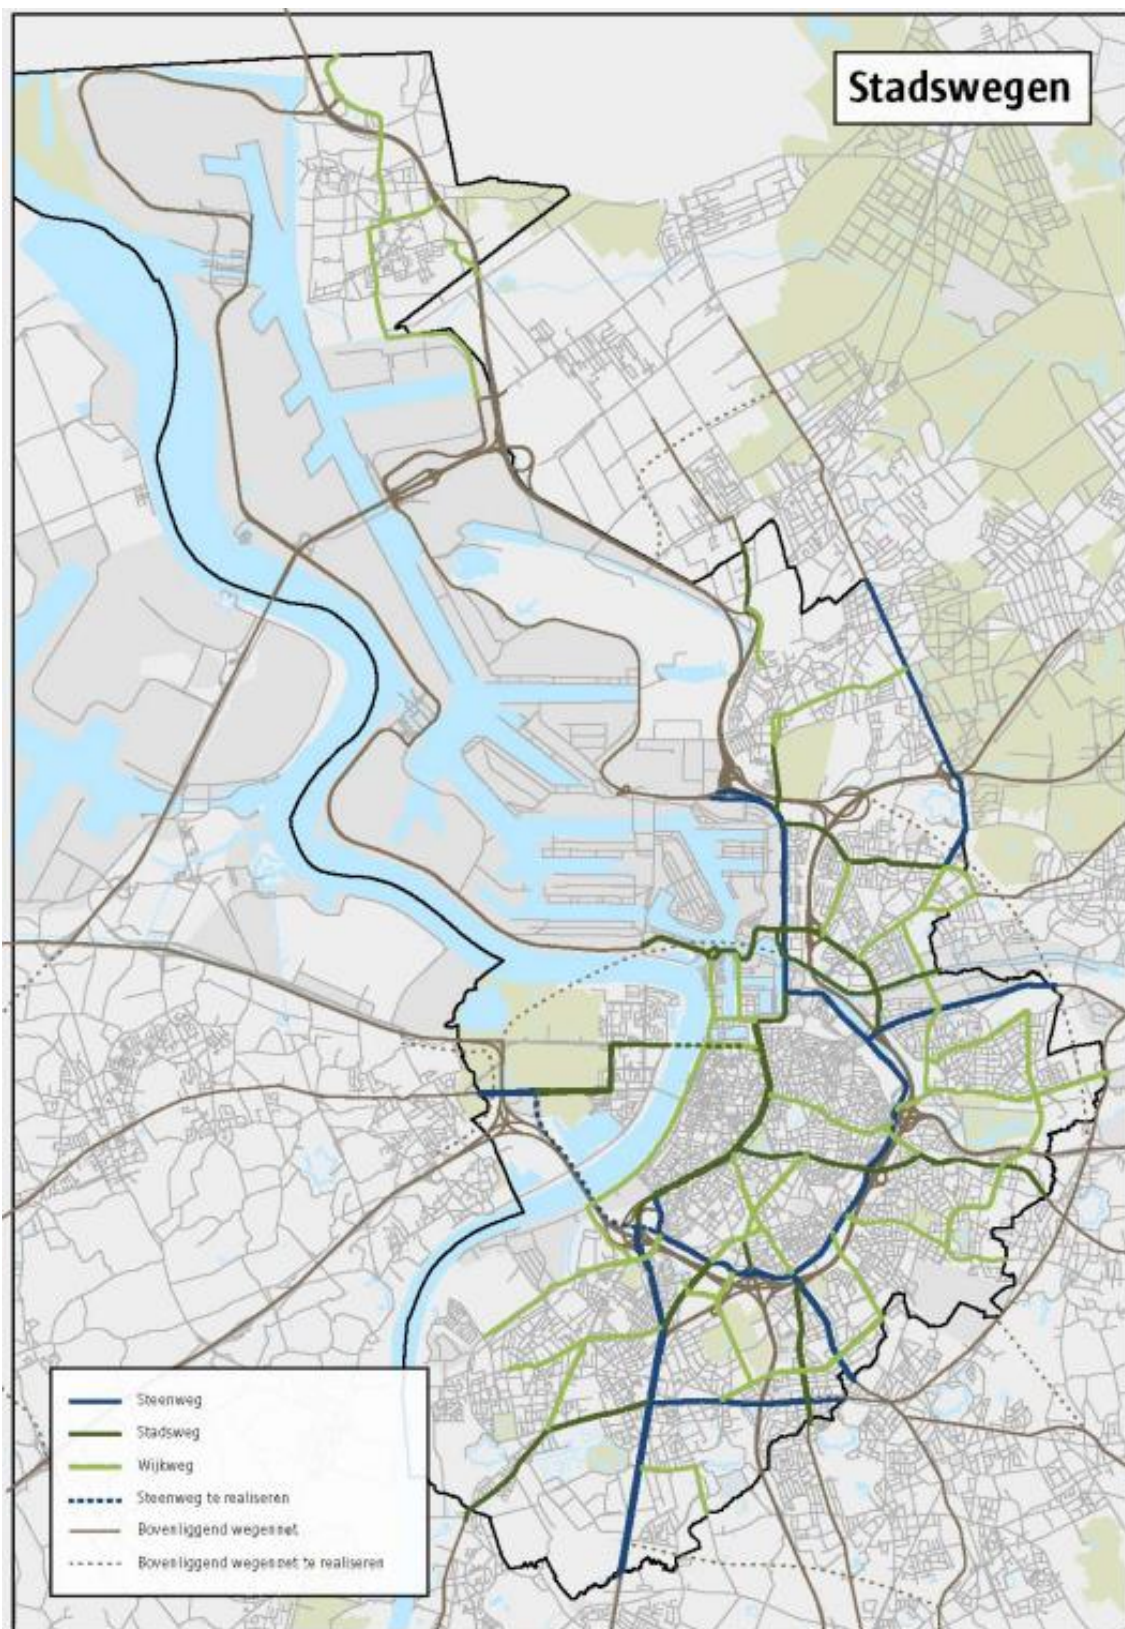 Stadswegen
Steenweg
Stadsweg
Wijkweg
Steenweg te realiseren
Bovenliggend wegennet
Bovenliggend wegennet te realiseren